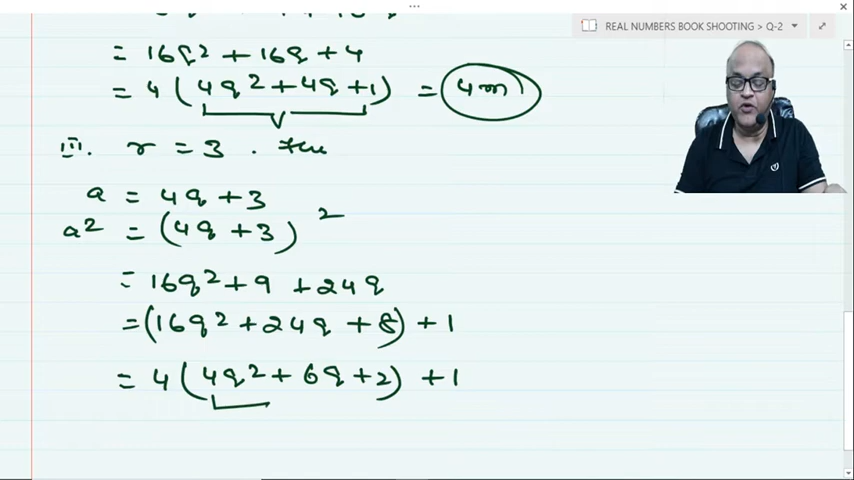 REAL NUMBERS BOOK SHOOTING > Q-2
= 16q² + 16q + 4
= 4 ( 4q² + 4q + 1 ) = 4m
III. r = 3 . then
a = 4q + 3
a² = (4q + 3)²
= 16q² + 9 + 24q
= (16q² + 24q + 8) + 1
= 4 ( 4q² + 6q + 2 ) + 1